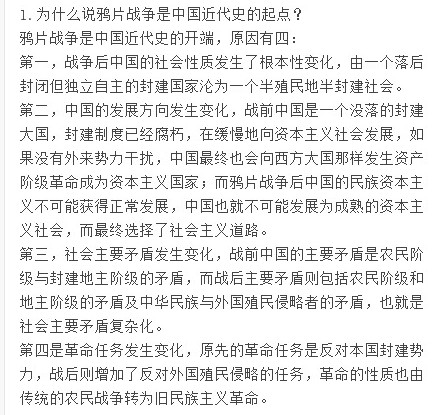 1.为什么说鸦片战争是中国近代史的起点？
鸦片战争是中国近代史的开端，原因有四：
第一，战争后中国的社会性质发生了根本性变化，由一个落后
封闭但独立自主的封建国家沦为一个半殖民地半封建社会。
第二，中国的发展方向发生变化，战前中国是一个没落的封建
大国，封建制度已经腐朽，在缓慢地向资本主义社会发展，如
果没有外来势力干扰，中国最终也会向西方大国那样发生资产
阶级革命成为资本主义国家；而鸦片战争后中国的民族资本主
义不可能获得正常发展，中国也就不可能发展为成熟的资本主
义社会，而最终选择了社会主义道路。
第三，社会主要矛盾发生变化，战前中国的主要矛盾是农民阶
级与封建地主阶级的矛盾，而战后主要矛盾则包括农民阶级和
地主阶级的矛盾及中华民族与外国殖民侵略者的矛盾，也就是
社会主要矛盾复杂化。
第四是革命任务发生变化，原先的革命任务是反对本国封建势
力，战后则增加了反对外国殖民侵略的任务，革命的性质也由
传统的农民战争转为旧民族主义革命。